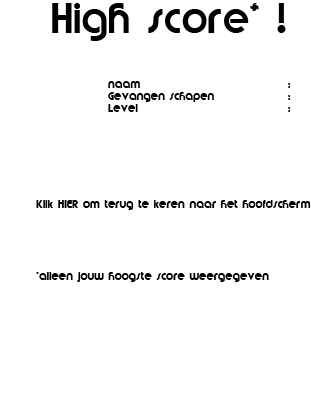 High score* !
naam :
Gevangen schapen :
Level :
Klik HIER om terug te keren naar het hoofdscherm
*alleen jouw hoogste score weergegeven